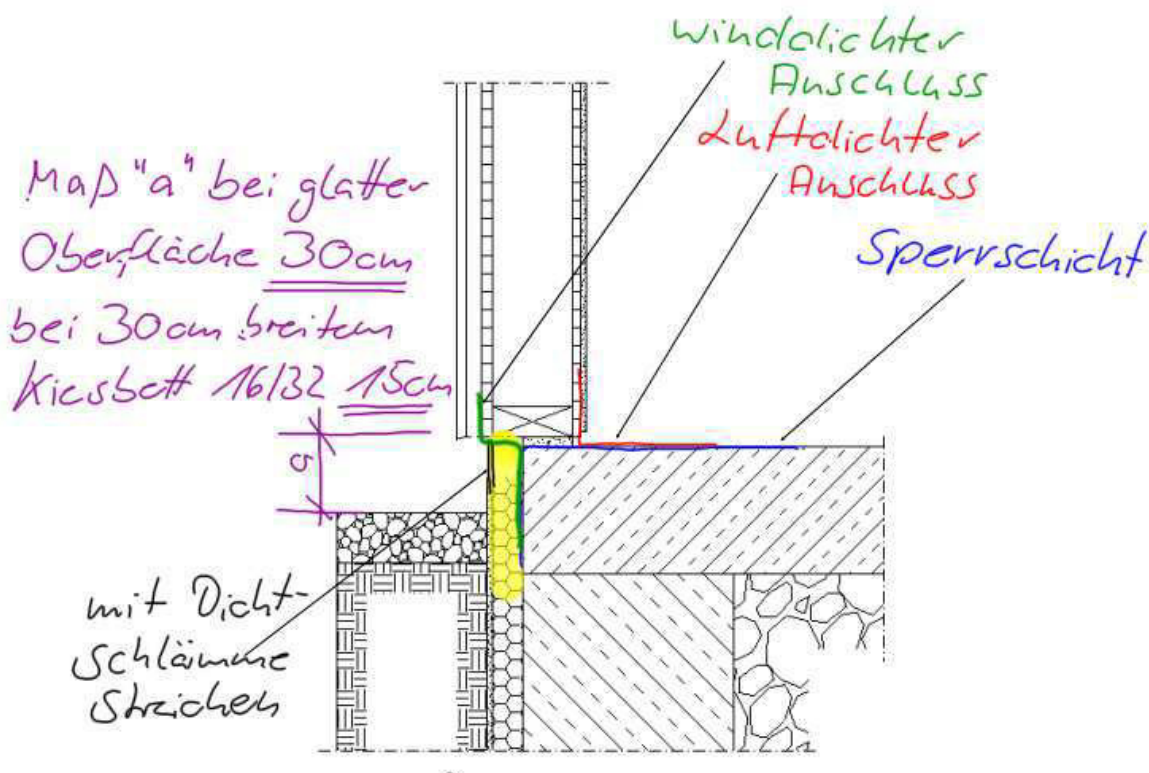 winddichter
Anschluss
Luftdichter
Anschluss
Sperrschicht
Maß "a" bei glatter
Oberfläche 30cm
bei 30cm breitem
Kiesbett 16/32 15cm
a
mit Dicht-
schlämme
streichen